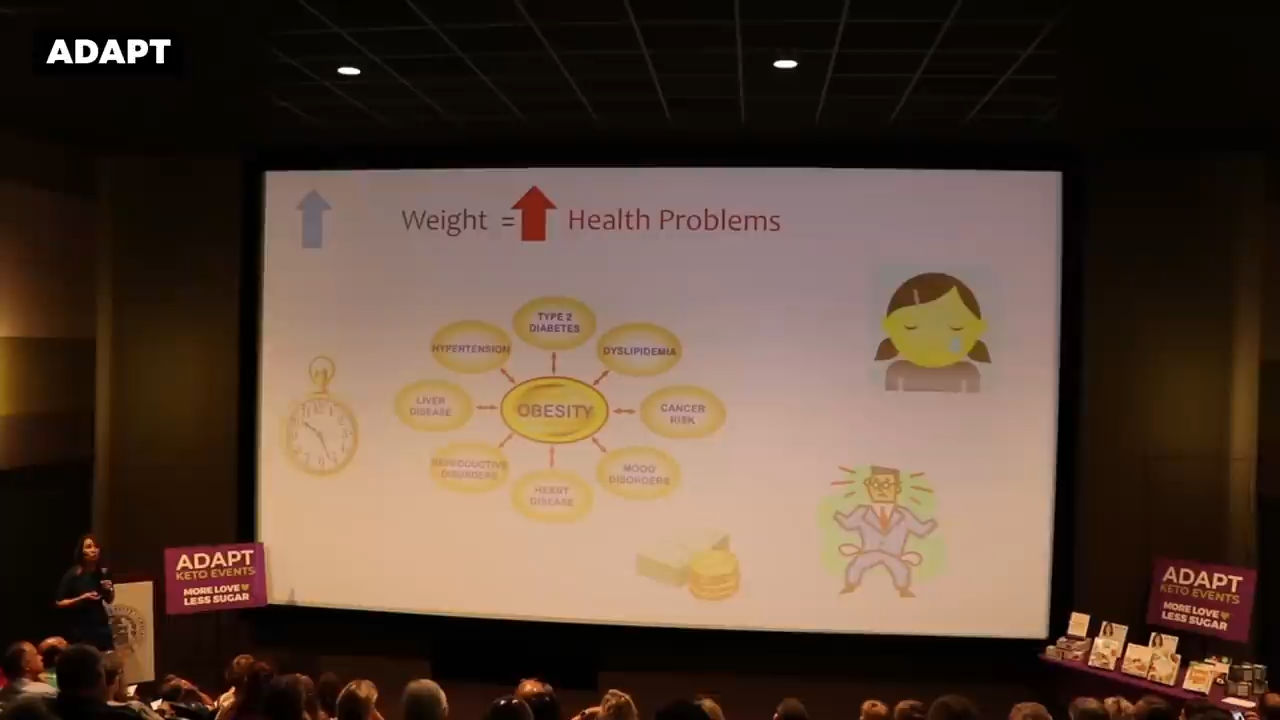 ADAPT
Weight = Health Problems
TYPE 2
DIABETES
HYPERTENSION
DYSLIPIDEMIA
LIVER
DISEASE
OBESITY
CANCER
RISK
REPRODUCTIVE
DISORDERS
MOOD
DISORDERS
HEART
DISEASE
ADAPT
KETO EVENTS
MORE LOVE
LESS SUGAR
ADAPT
KETO EVENTS
MORE LOVE
LESS SUGAR